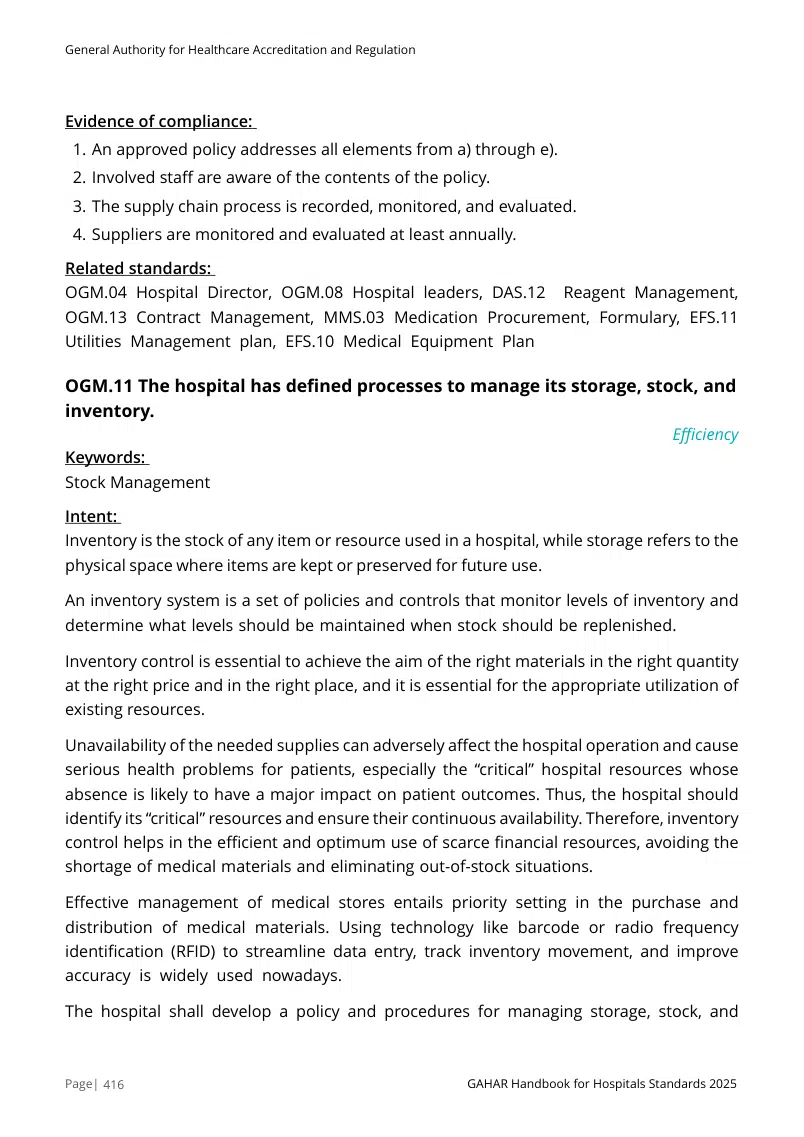 General Authority for Healthcare Accreditation and Regulation
Evidence of compliance:
1. An approved policy addresses all elements from a) through e).
2. Involved staff are aware of the contents of the policy.
3. The supply chain process is recorded, monitored, and evaluated.
4. Suppliers are monitored and evaluated at least annually.
Related standards:
OGM.04 Hospital Director, OGM.08 Hospital leaders, DAS.12 Reagent Management,
OGM.13 Contract Management, MMS.03 Medication Procurement, Formulary, EFS.11
Utilities Management plan, EFS.10 Medical Equipment Plan
OGM.11 The hospital has defined processes to manage its storage, stock, and
inventory.
Efficiency
Keywords:
Stock Management
Intent:
Inventory is the stock of any item or resource used in a hospital, while storage refers to the
physical space where items are kept or preserved for future use.
An inventory system is a set of policies and controls that monitor levels of inventory and
determine what levels should be maintained when stock should be replenished.
Inventory control is essential to achieve the aim of the right materials in the right quantity
at the right price and in the right place, and it is essential for the appropriate utilization of
existing resources.
Unavailability of the needed supplies can adversely affect the hospital operation and cause
serious health problems for patients, especially the “critical” hospital resources whose
absence is likely to have a major impact on patient outcomes. Thus, the hospital should
identify its “critical” resources and ensure their continuous availability. Therefore, inventory
control helps in the efficient and optimum use of scarce financial resources, avoiding the
shortage of medical materials and eliminating out-of-stock situations.
Effective management of medical stores entails priority setting in the purchase and
distribution of medical materials. Using technology like barcode or radio frequency
identification (RFID) to streamline data entry, track inventory movement, and improve
accuracy is widely used nowadays.
The hospital shall develop a policy and procedures for managing storage, stock, and
Page| 416
GAHAR Handbook for Hospitals Standards 2025